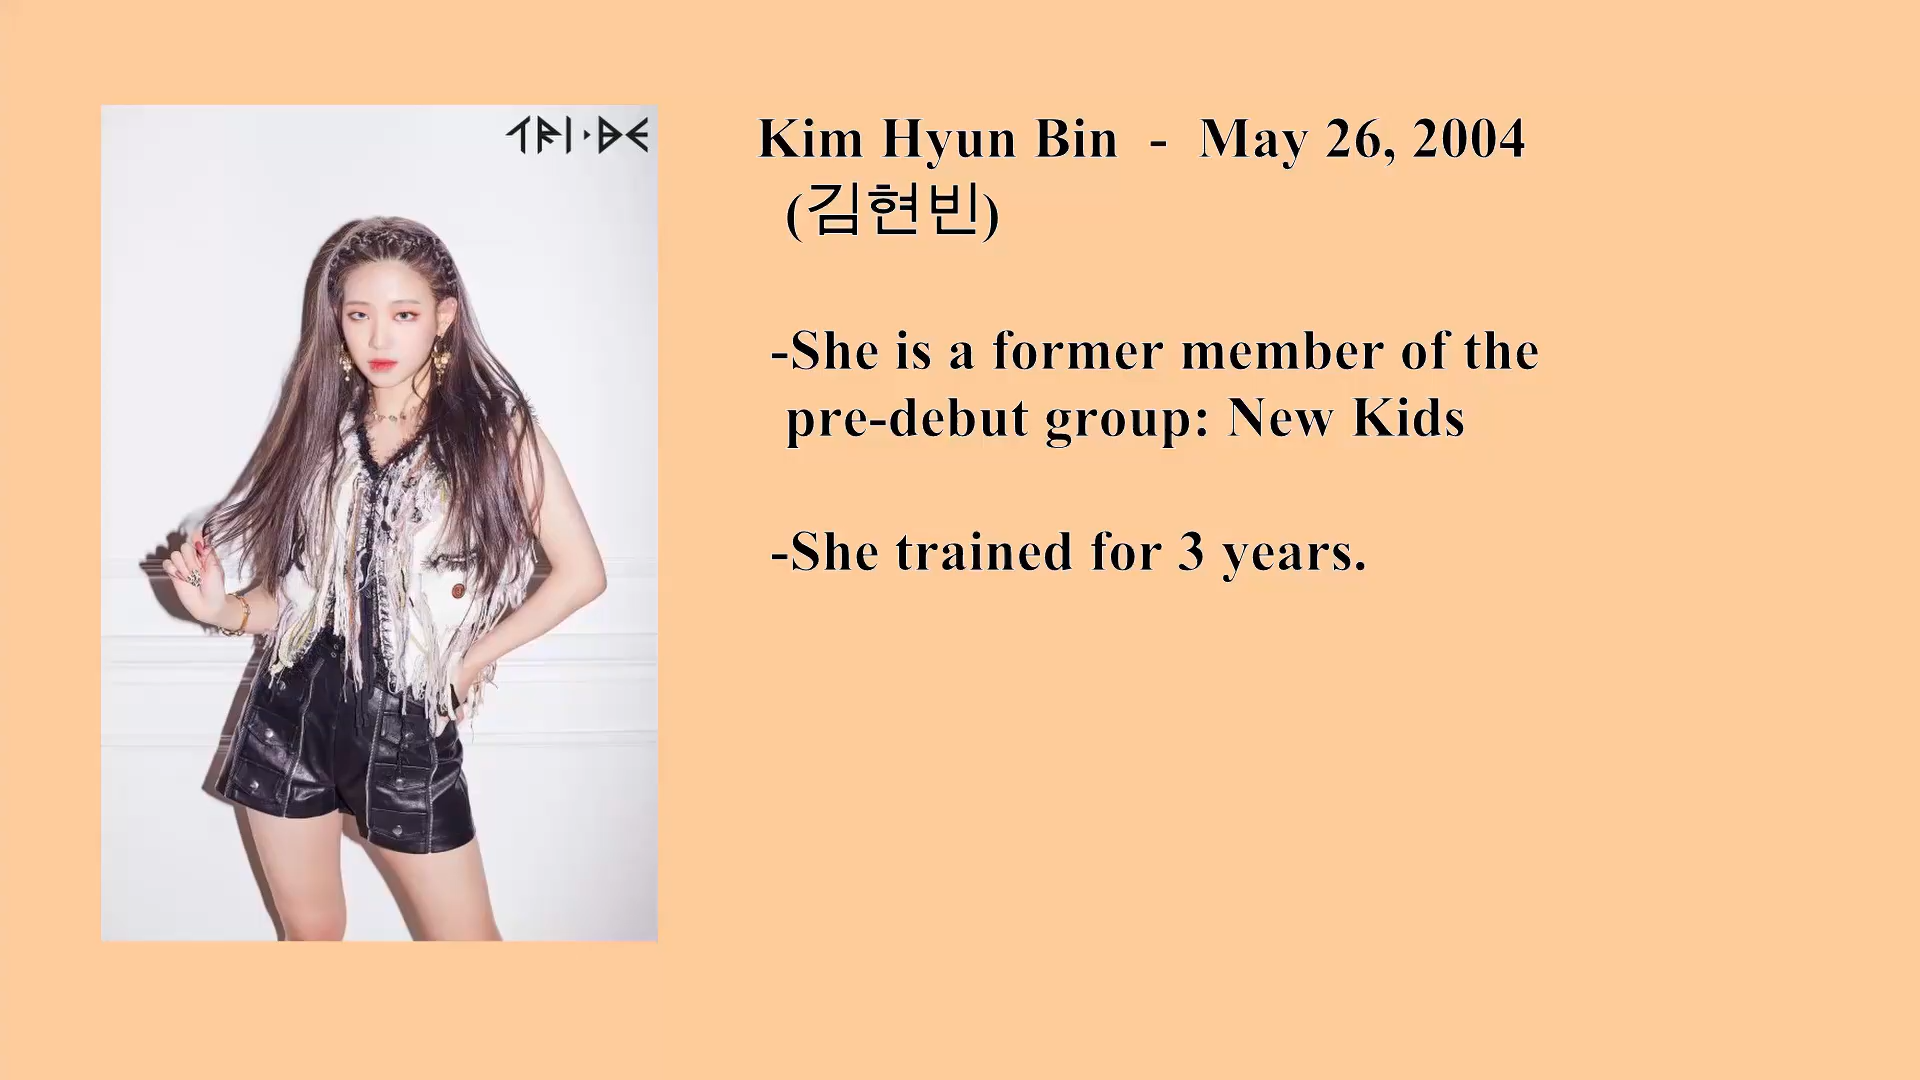 TRI·BE
Kim Hyun Bin - May 26, 2004
(김현빈)
-She is a former member of the
pre-debut group: New Kids
-She trained for 3 years.